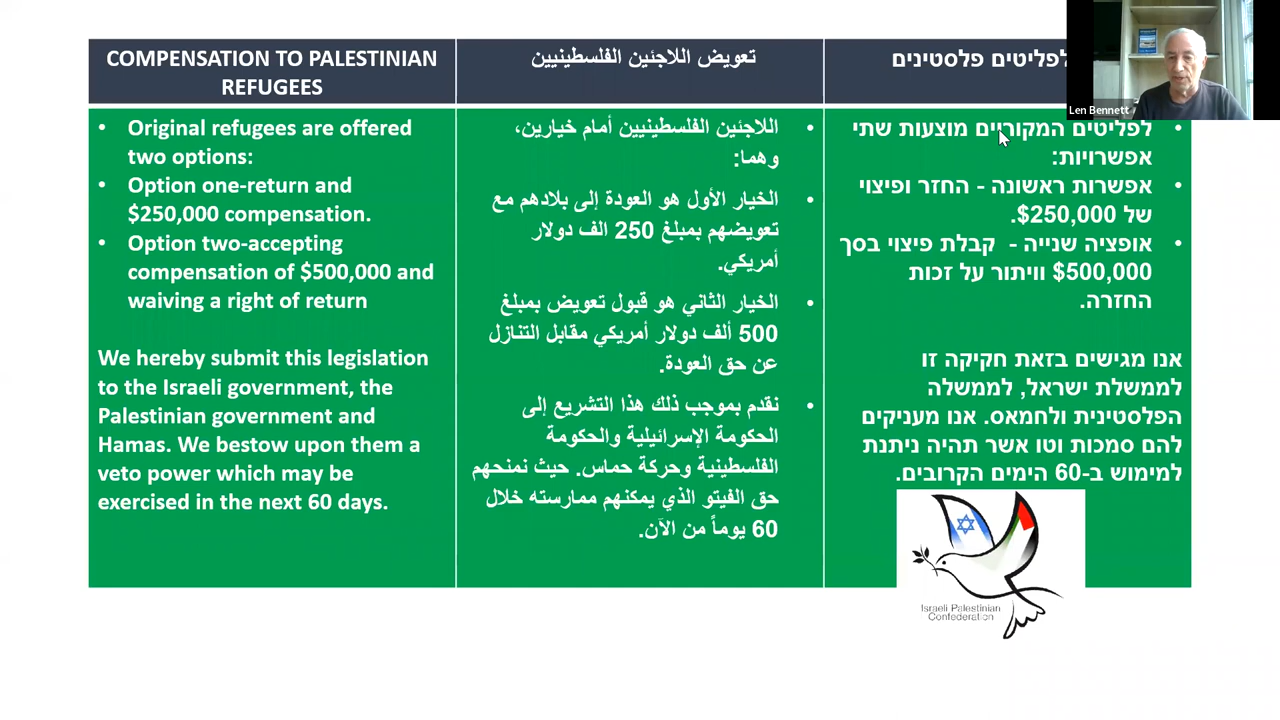 COMPENSATION TO PALESTINIAN
REFUGEES
• Original refugees are offered
two options:
• Option one-return and
$250,000 compensation.
• Option two-accepting
compensation of $500,000 and
waiving a right of return
We hereby submit this legislation
to the Israeli government, the
Palestinian government and
Hamas. We bestow upon them a
veto power which may be
exercised in the next 60 days.
تعويض اللاجئين الفلسطينيين
• اللاجئين الفلسطينيين أمام خيارين،
وهما:
• الخيار الأول هو العودة إلى بلادهم مع
تعويضهم بمبلغ 250 الف دولار
أمريكي.
• الخيار الثاني هو قبول تعويض بمبلغ
500 ألف دولار أمريكي مقابل التنازل
عن حق العودة.
• نقدم بموجب ذلك هذا التشريع إلى
الحكومة الإسرائيلية والحكومة
الفلسطينية وحركة حماس. حيث نمنحهم
حق الفيتو الذي يمكنهم ممارسته خلال
60 يوماً من الآن.
לפליטים פלסטינים
• לפליטים המקוריים מוצעות שתי
אפשרויות:
• אפשרות ראשונה - החזר ופיצוי
של 250,000$.
• אופציה שנייה - קבלת פיצוי בסך
500,000$ וויתור על זכות
החזרה.
אנו מגישים בזאת חקיקה זו
לממשלת ישראל, לממשלה
הפלסטינית ולחמאס. אנו מעניקים
להם סמכות וטו אשר תהיה ניתנת
למימוש ב-60 הימים הקרובים.
Israeli Palestinian
Confederation
Len Bennett